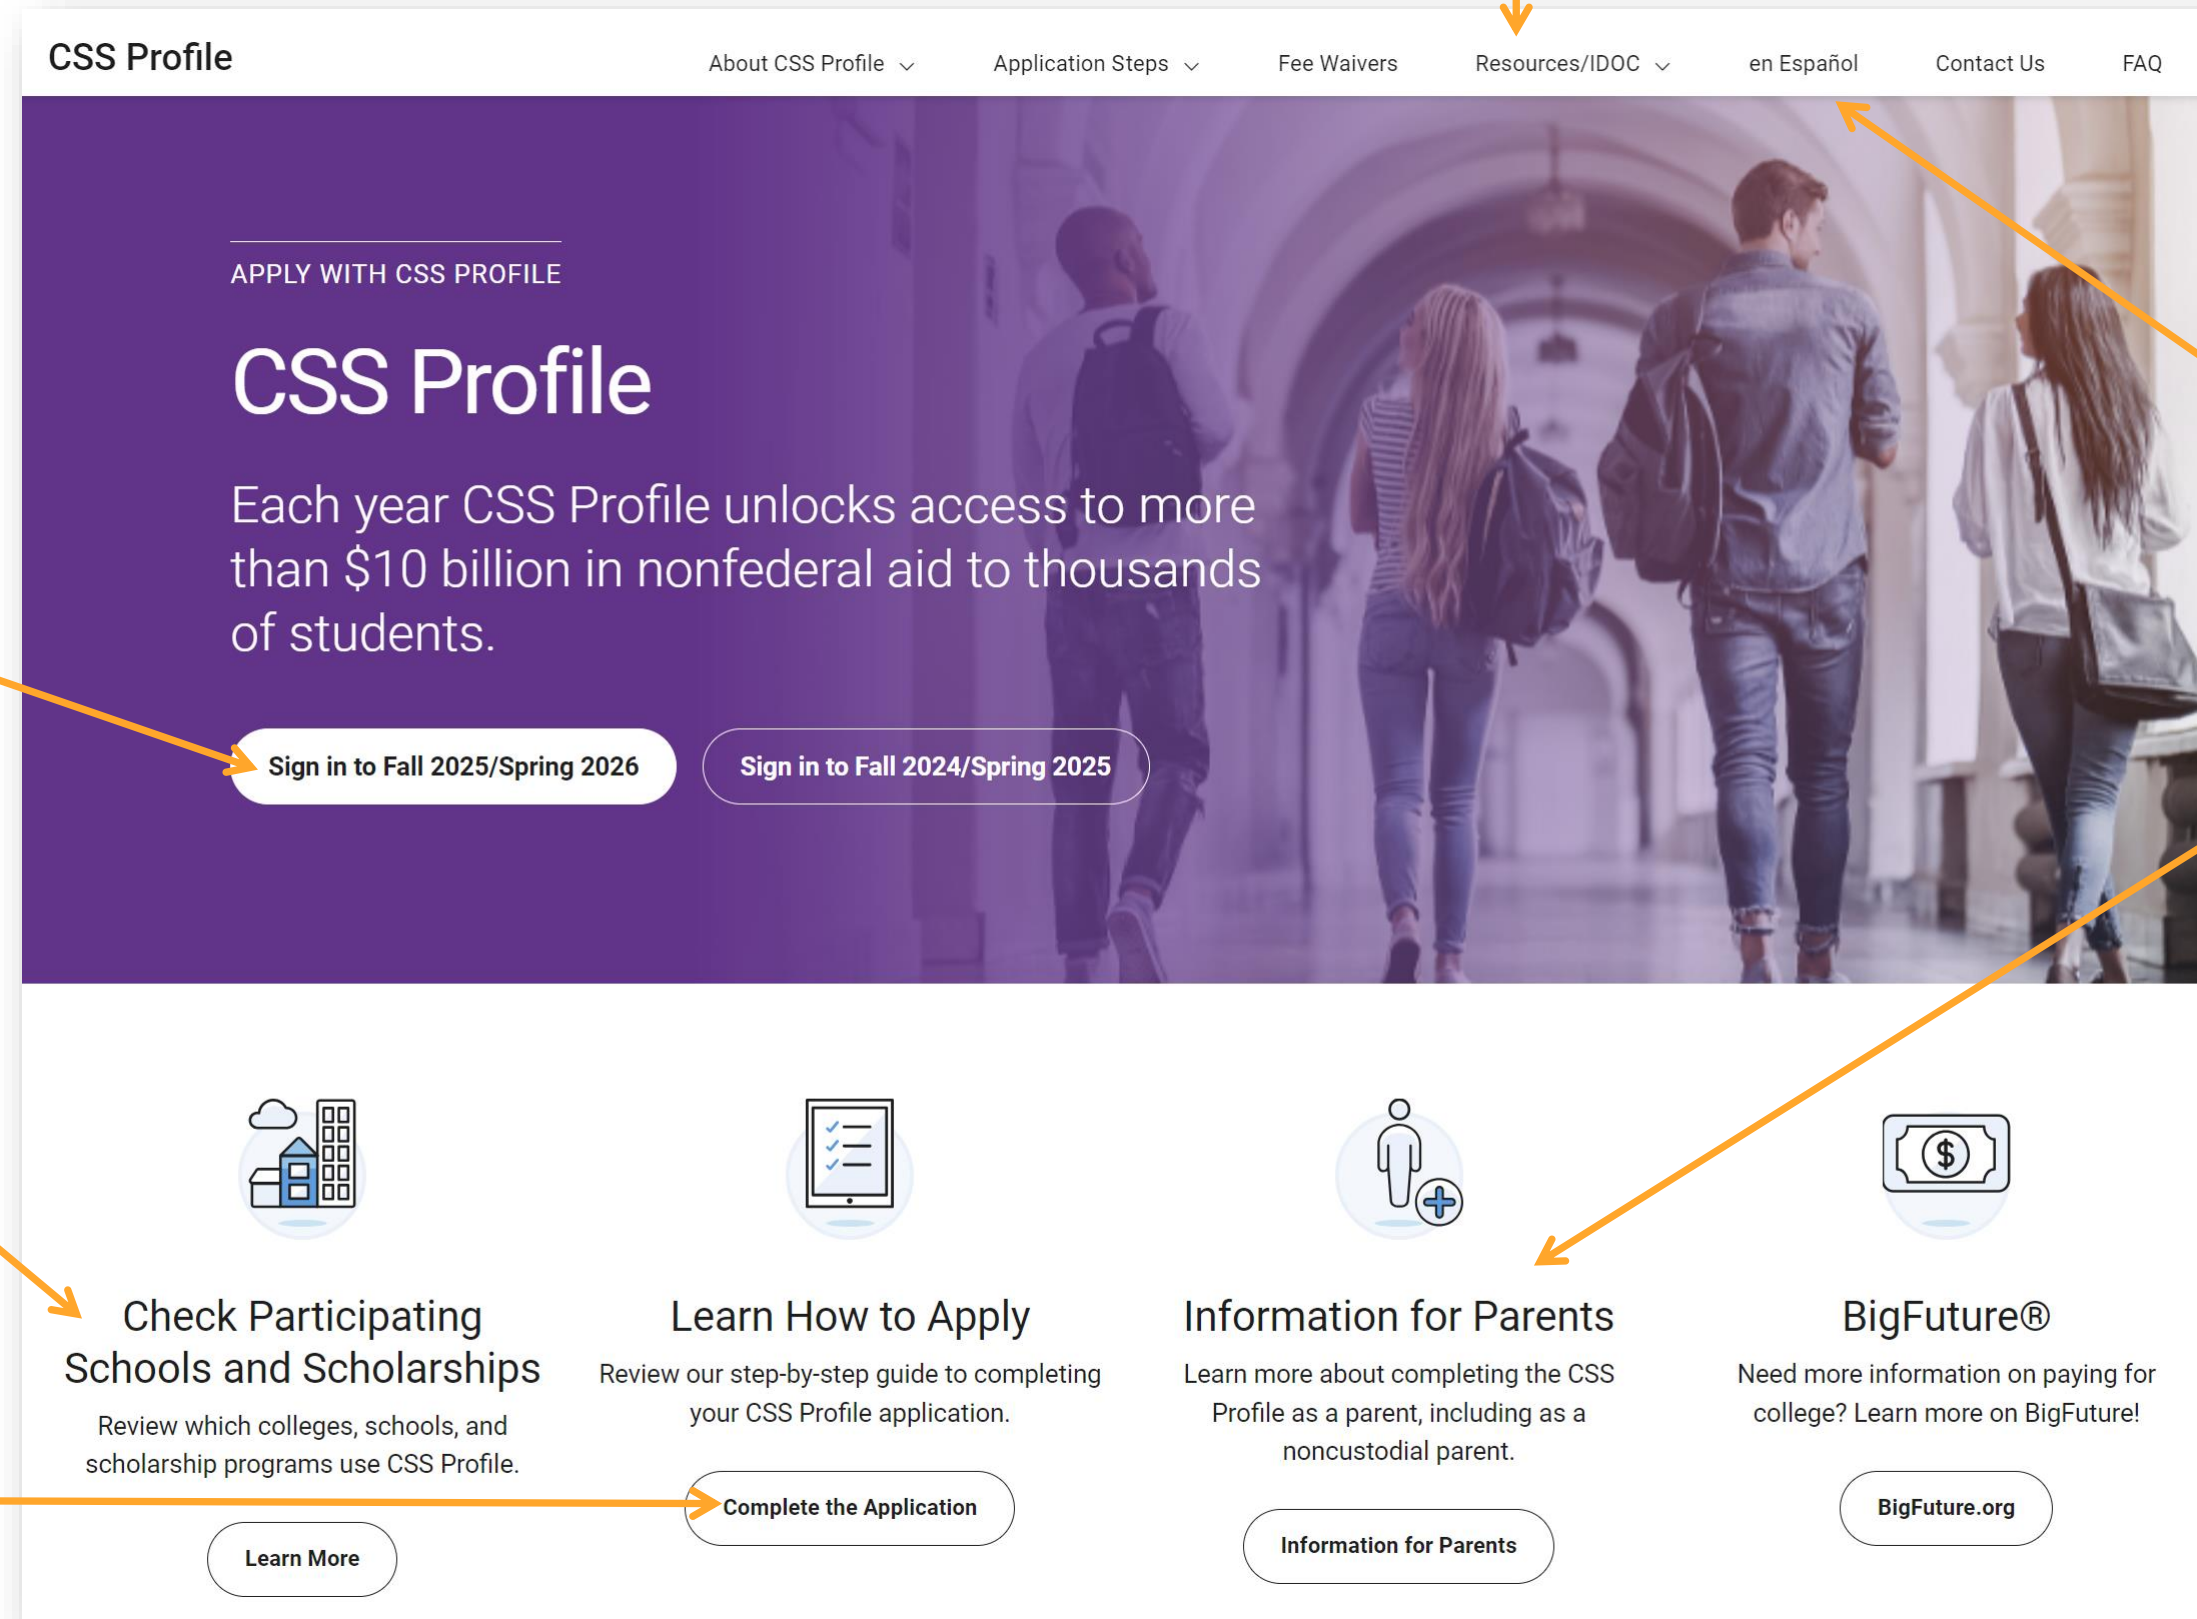 CSS Profile
About CSS Profile
Application Steps
Fee Waivers
Resources/IDOC
en Español
Contact Us
FAQ
APPLY WITH CSS PROFILE
CSS Profile
Each year CSS Profile unlocks access to more
than $10 billion in nonfederal aid to thousands
of students.
Sign in to Fall 2025/Spring 2026
Sign in to Fall 2024/Spring 2025
Check Participating
Schools and Scholarships
Review which colleges, schools, and
scholarship programs use CSS Profile.
Learn More
Learn How to Apply
Review our step-by-step guide to completing
your CSS Profile application.
Complete the Application
Information for Parents
Learn more about completing the CSS
Profile as a parent, including as a
noncustodial parent.
Information for Parents
$
BigFuture®
Need more information on paying for
college? Learn more on BigFuture!
BigFuture.org